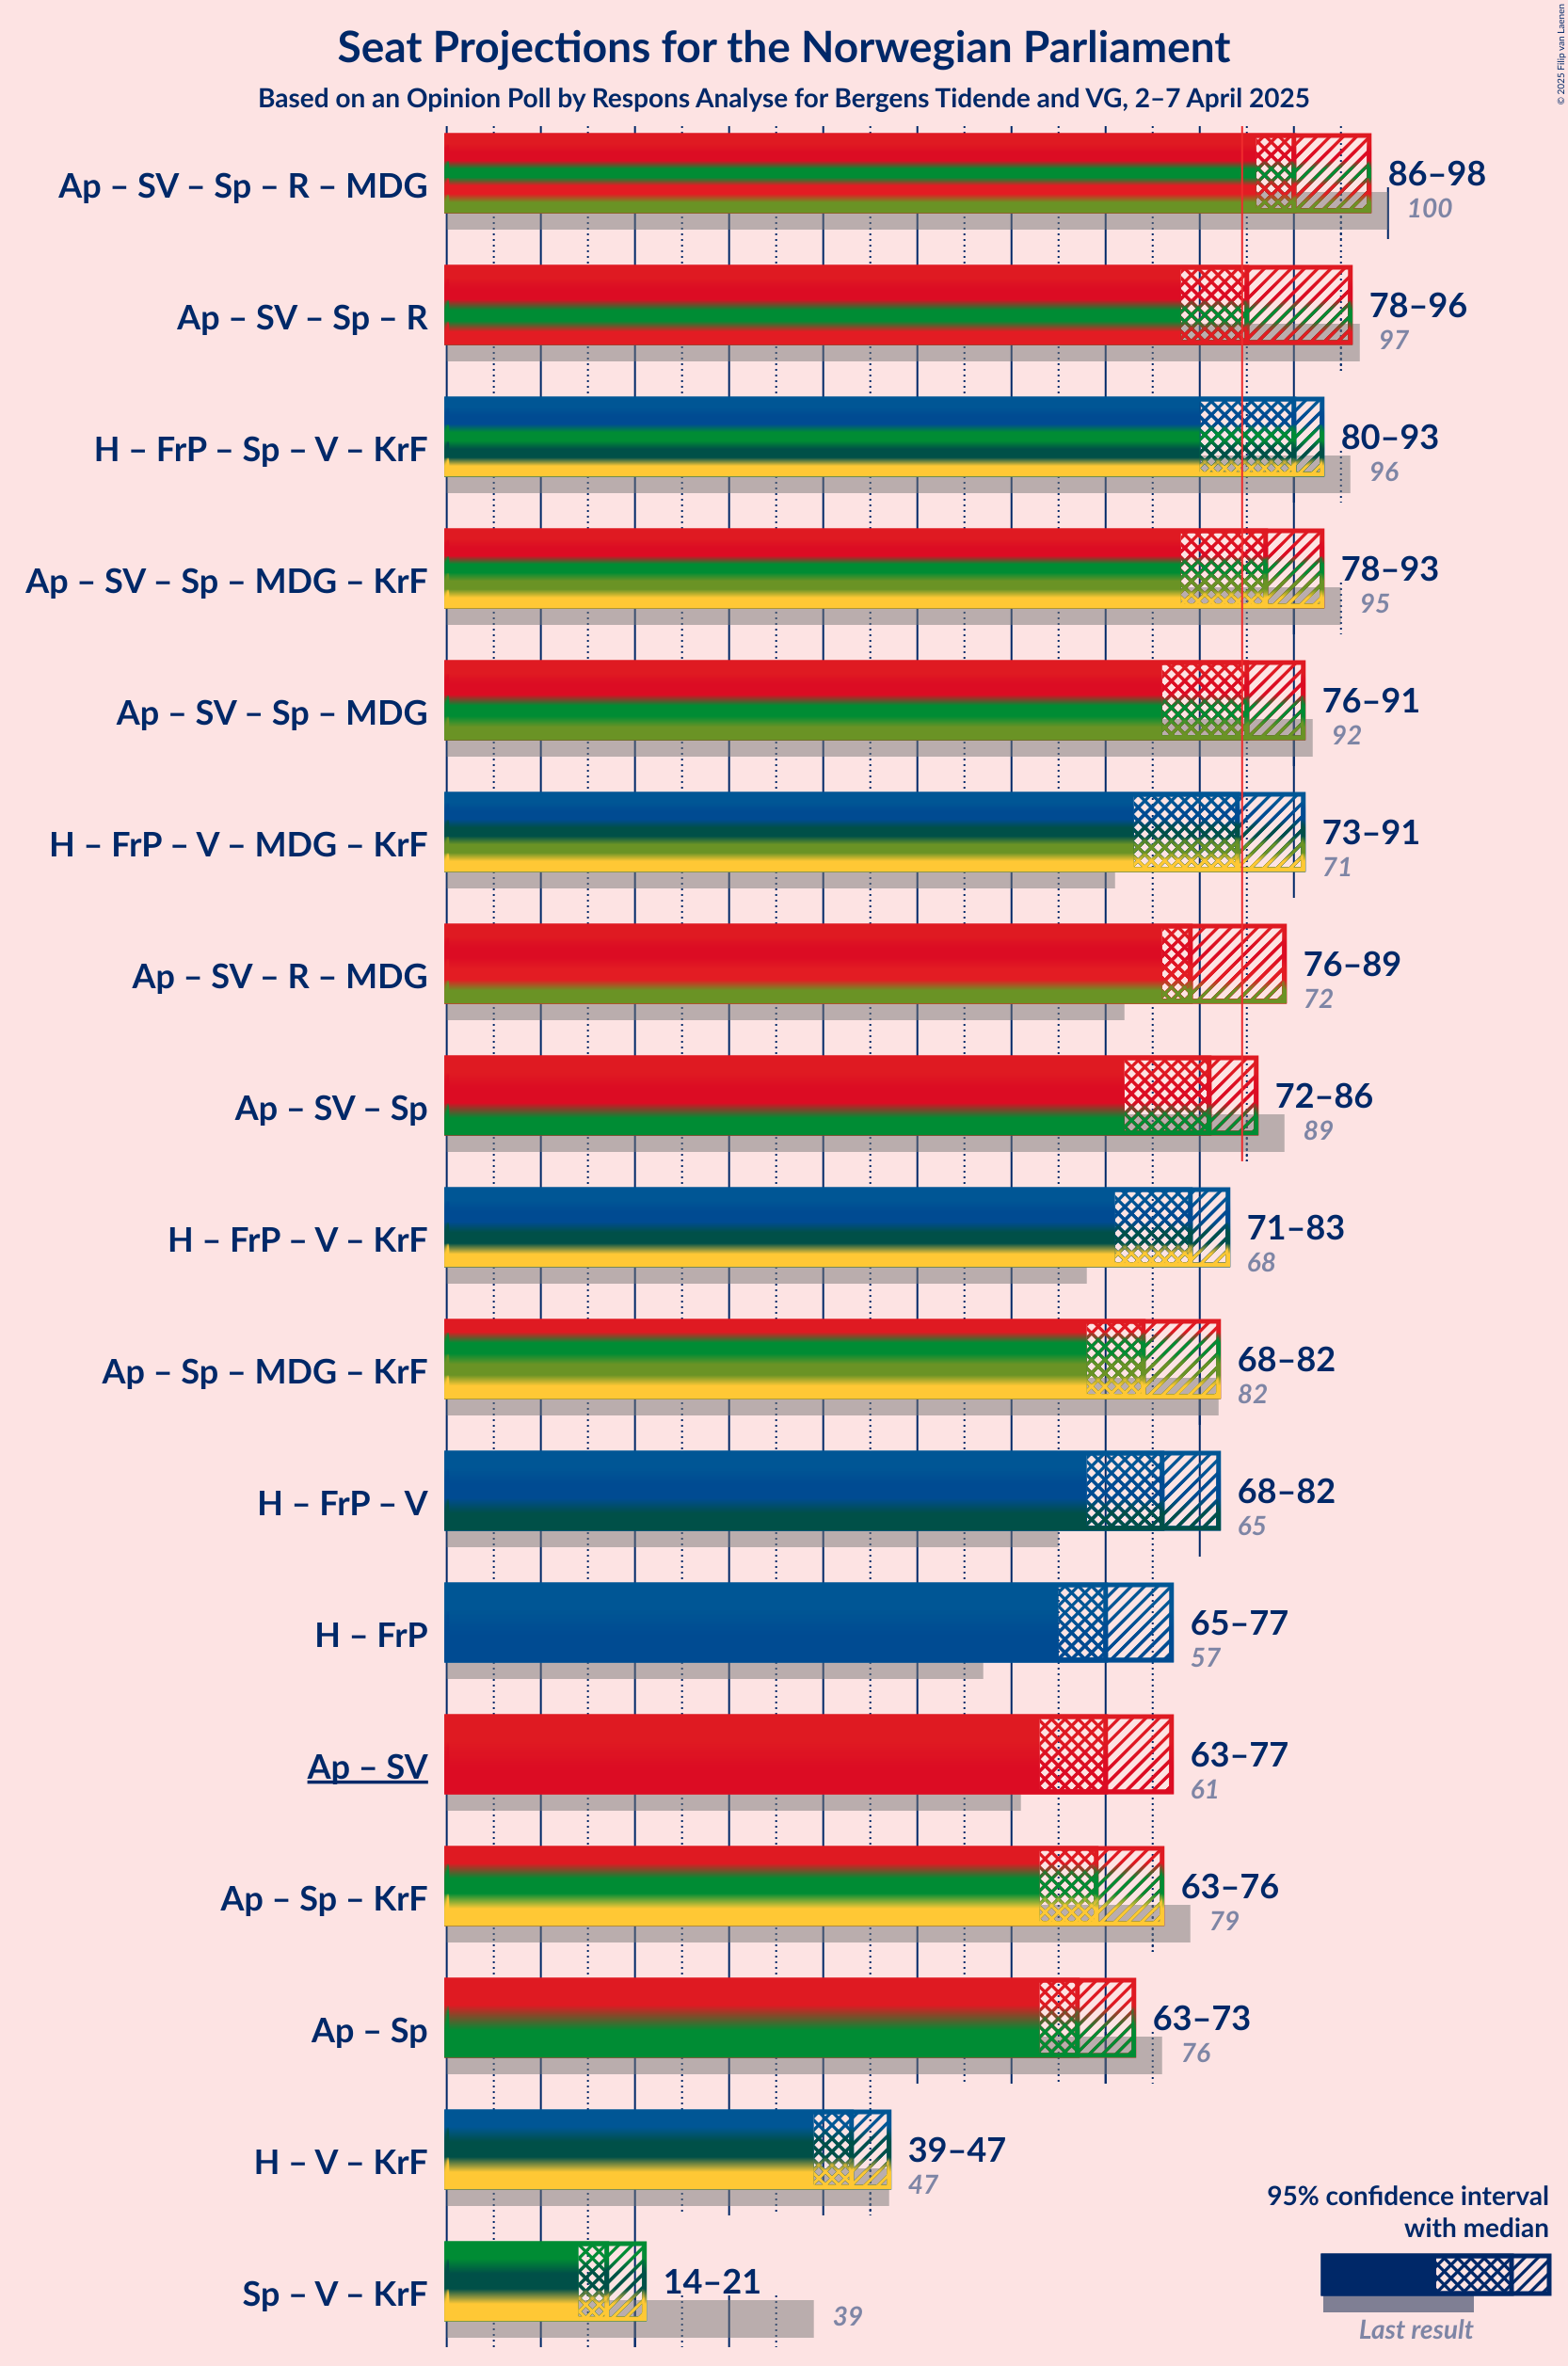 © 2025 Filip van Laenen
Seat Projections for the Norwegian Parliament
Based on an Opinion Poll by Respons Analyse for Bergens Tidende and VG, 2–7 April 2025
Ap – SV – Sp – R – MDG
86–98
100
Ap – SV – Sp – R
78–96
97
H – FrP – Sp – V – KrF
80–93
96
Ap – SV – Sp – MDG – KrF
78–93
95
Ap – SV – Sp – MDG
76–91
92
H – FrP – V – MDG – KrF
73–91
71
Ap – SV – R – MDG
76–89
72
Ap – SV – Sp
72–86
89
H – FrP – V – KrF
71–83
68
Ap – Sp – MDG – KrF
68–82
82
H – FrP – V
68–82
65
H – FrP
65–77
57
Ap – SV
63–77
61
Ap – Sp – KrF
63–76
79
Ap – Sp
63–73
76
H – V – KrF
39–47
47
Sp – V – KrF
14–21
39
95% confidence interval
with median
Last result